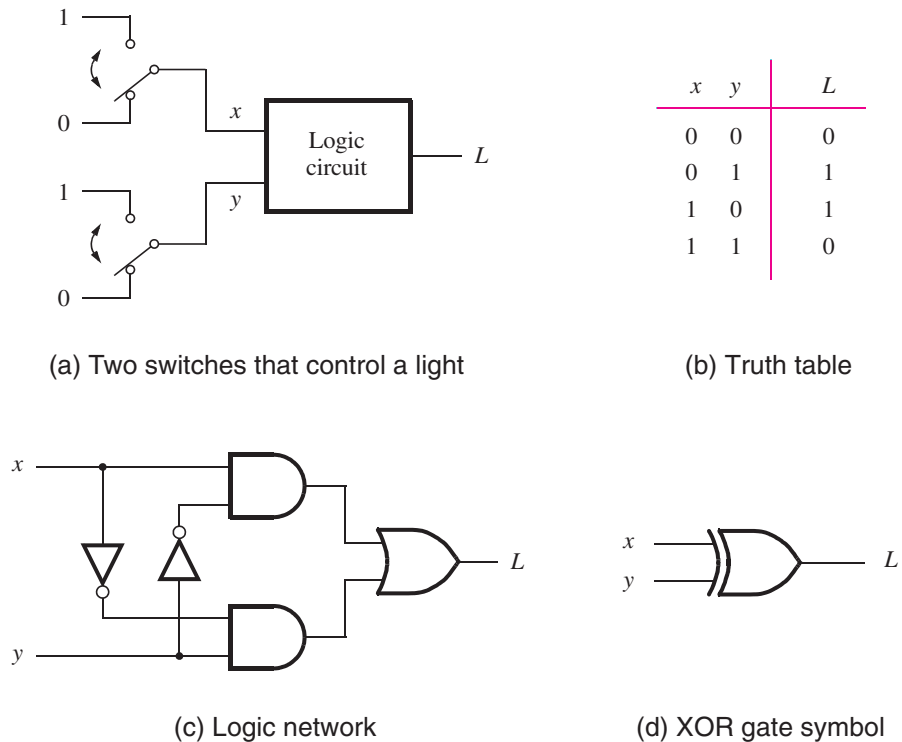 1
0
x
Logic
circuit
L
1
y
0
(a) Two switches that control a light
x y L
0 0 0
0 1 1
1 0 1
1 1 0
(b) Truth table
x
y
L
(c) Logic network
x
y
L
(d) XOR gate symbol